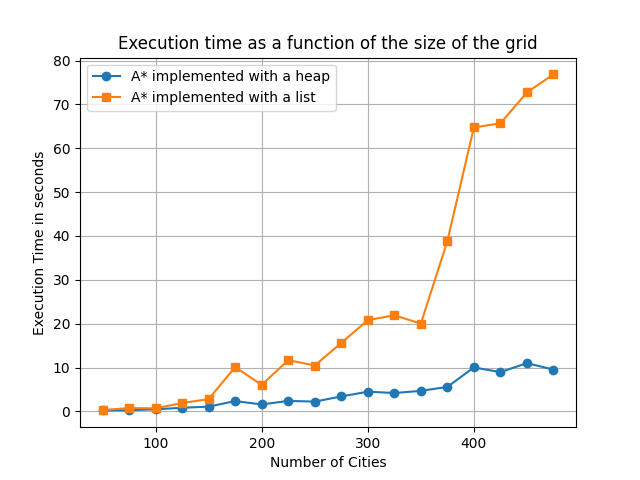 Execution time as a function of the size of the grid
A* implemented with a heap
A* implemented with a list
Execution Time in seconds
80
70
60
50
40
30
20
10
0
100 200 300 400
Number of Cities